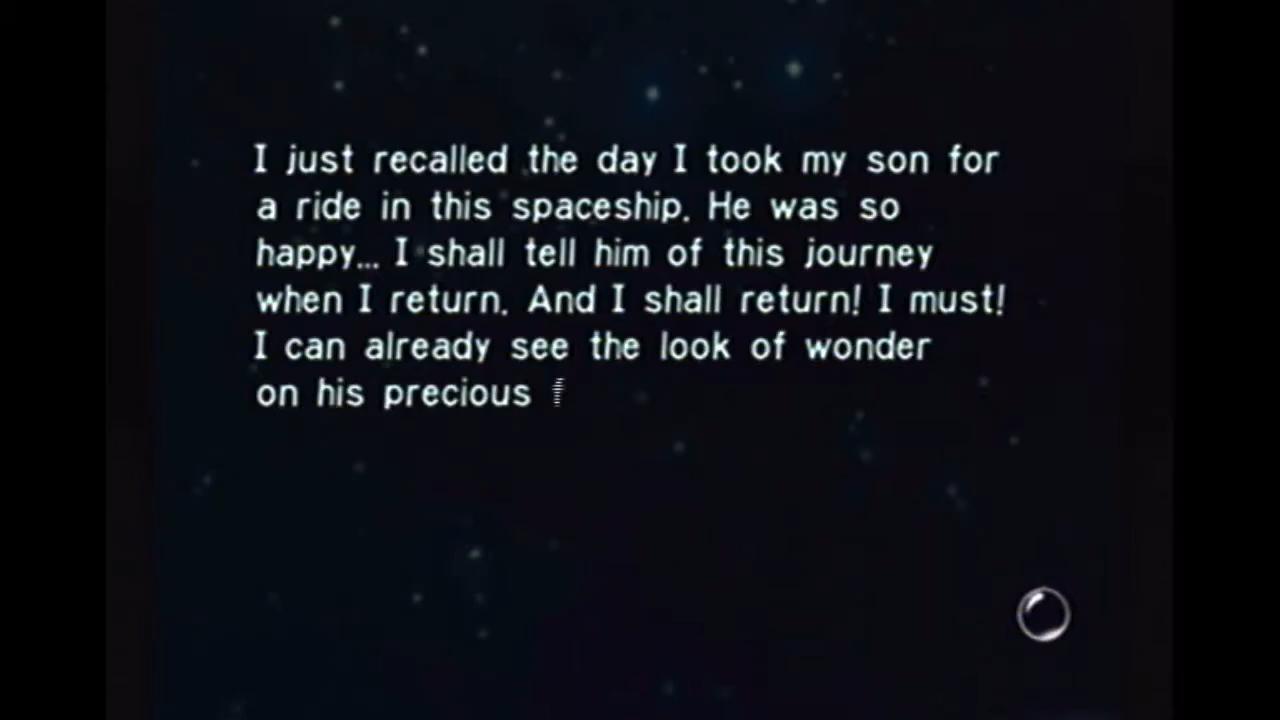 I just recalled the day I took my son for
a ride in this spaceship. He was so
happy... I shall tell him of this journey
when I return. And I shall return! I must!
I can already see the look of wonder
on his precious